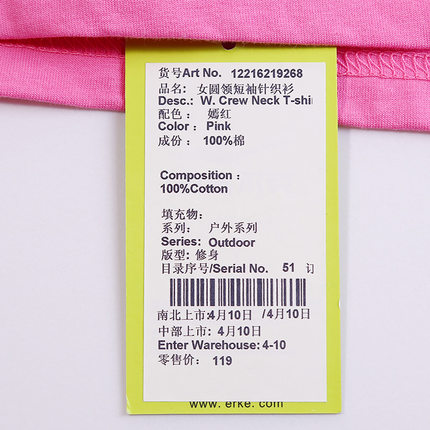 货号Art No. 12216219268
品名: 女圆领短袖针织衫
Desc.: W. Crew Neck T-shi
配色 : 嫣红
Color : Pink
成份 : 100%棉
Composition :
100%Cotton
填充物:
系列: 户外系列
Series: Outdoor
版型: 修身
目录序号/Serial No. 51 订
南北上市:4月10日 /4月10日
中部上市 : 4月10日
Enter Warehouse: 4-10
零售价: 119
www. erke. com